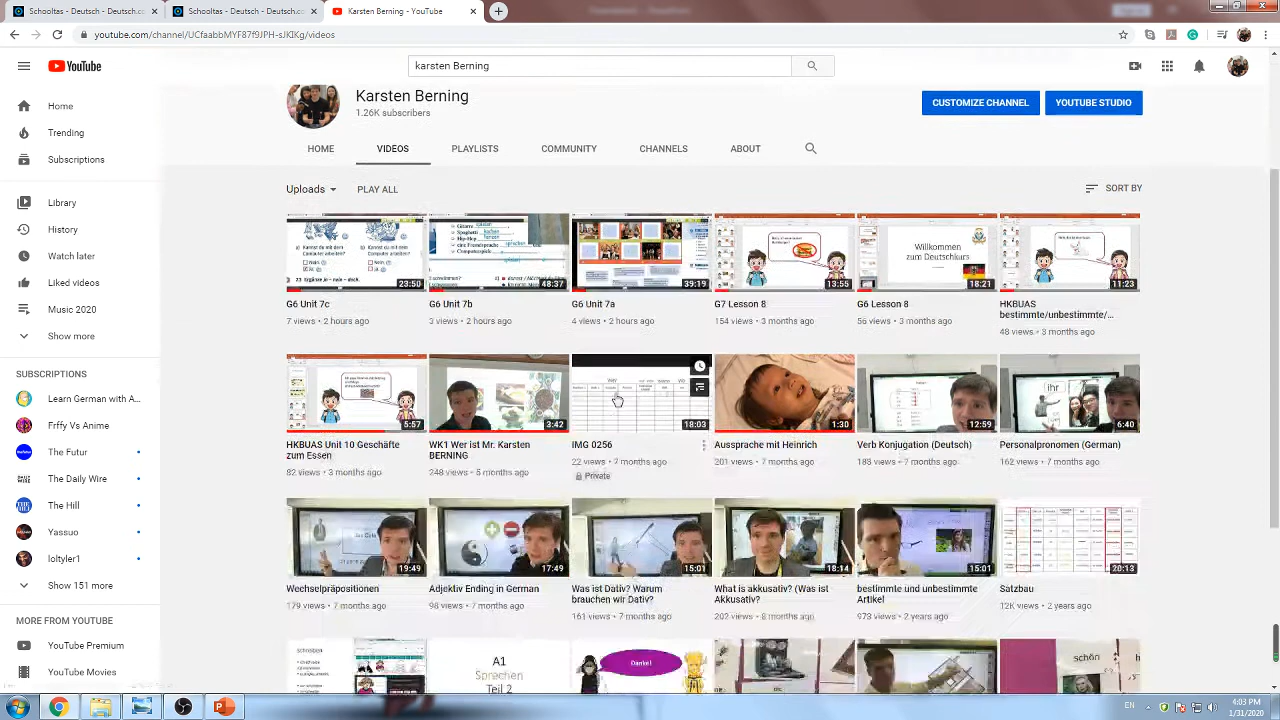 Schooltas - Deutsch - Deutsch.co
Schooltas - Deutsch - Deutsch.co
Karsten Berning - YouTube
youtube.com/channel/UCfaabbMYF87f9JPH-sJKIKg/videos
YouTube
karsten Berning
Karsten Berning
1.26K subscribers
CUSTOMIZE CHANNEL
YOUTUBE STUDIO
HOME
VIDEOS
PLAYLISTS
COMMUNITY
CHANNELS
ABOUT
Uploads
PLAY ALL
SORT BY
Home
Trending
Subscriptions
Library
History
Watch later
Liked videos
Music 2020
Show more
SUBSCRIPTIONS
Learn German with A...
Firfy Vs Anime
The Futur
The Daily Wire
The Hill
Yassuo
loltyler1
Show 151 more
MORE FROM YOUTUBE
YouTube Premium
YouTube Movies
23:50
48:37
39:19
13:55
Willkommen
zum Deutschkurs
18:21
11:23
G6 Unit 7c
7 views • 2 hours ago
G6 Unit 7b
3 views • 2 hours ago
G6 Unit 7a
4 views • 2 hours ago
G7 Lesson 8
154 views • 3 months ago
G6 Lesson 8
56 views • 3 months ago
HKBUAS
bestimmte/unbestimmte/...
48 views • 3 months ago
5:57
3:42
18:03
1:30
12:59
Ihr
6:40
HKBUAS Unit 10 Geschäfte
zum Essen
82 views • 3 months ago
WK1 Wer ist Mr. Karsten
BERNING
248 views • 5 months ago
IMG 0256
22 views • 7 months ago
Private
Aussprache mit Heinrich
201 views • 7 months ago
Verb Konjugation (Deutsch)
183 views • 7 months ago
Personalpronomen (German)
162 views • 7 months ago
19:49
17:49
15:01
18:14
15:01
20:13
Wechselpräpositionen
179 views • 7 months ago
Adjektiv Ending in German
98 views • 7 months ago
Was ist Dativ? Warum
brauchen wir Dativ?
161 views • 7 months ago
What is akkusativ? (Was ist
Akkusativ?
202 views • 8 months ago
bestimmte und unbestimmte
Artikel
973 views • 2 years ago
Satzbau
12K views • 2 years ago
schreiben
A1
Sprechen
Teil 2
Danke!
EN
4:03 PM
1/31/2020